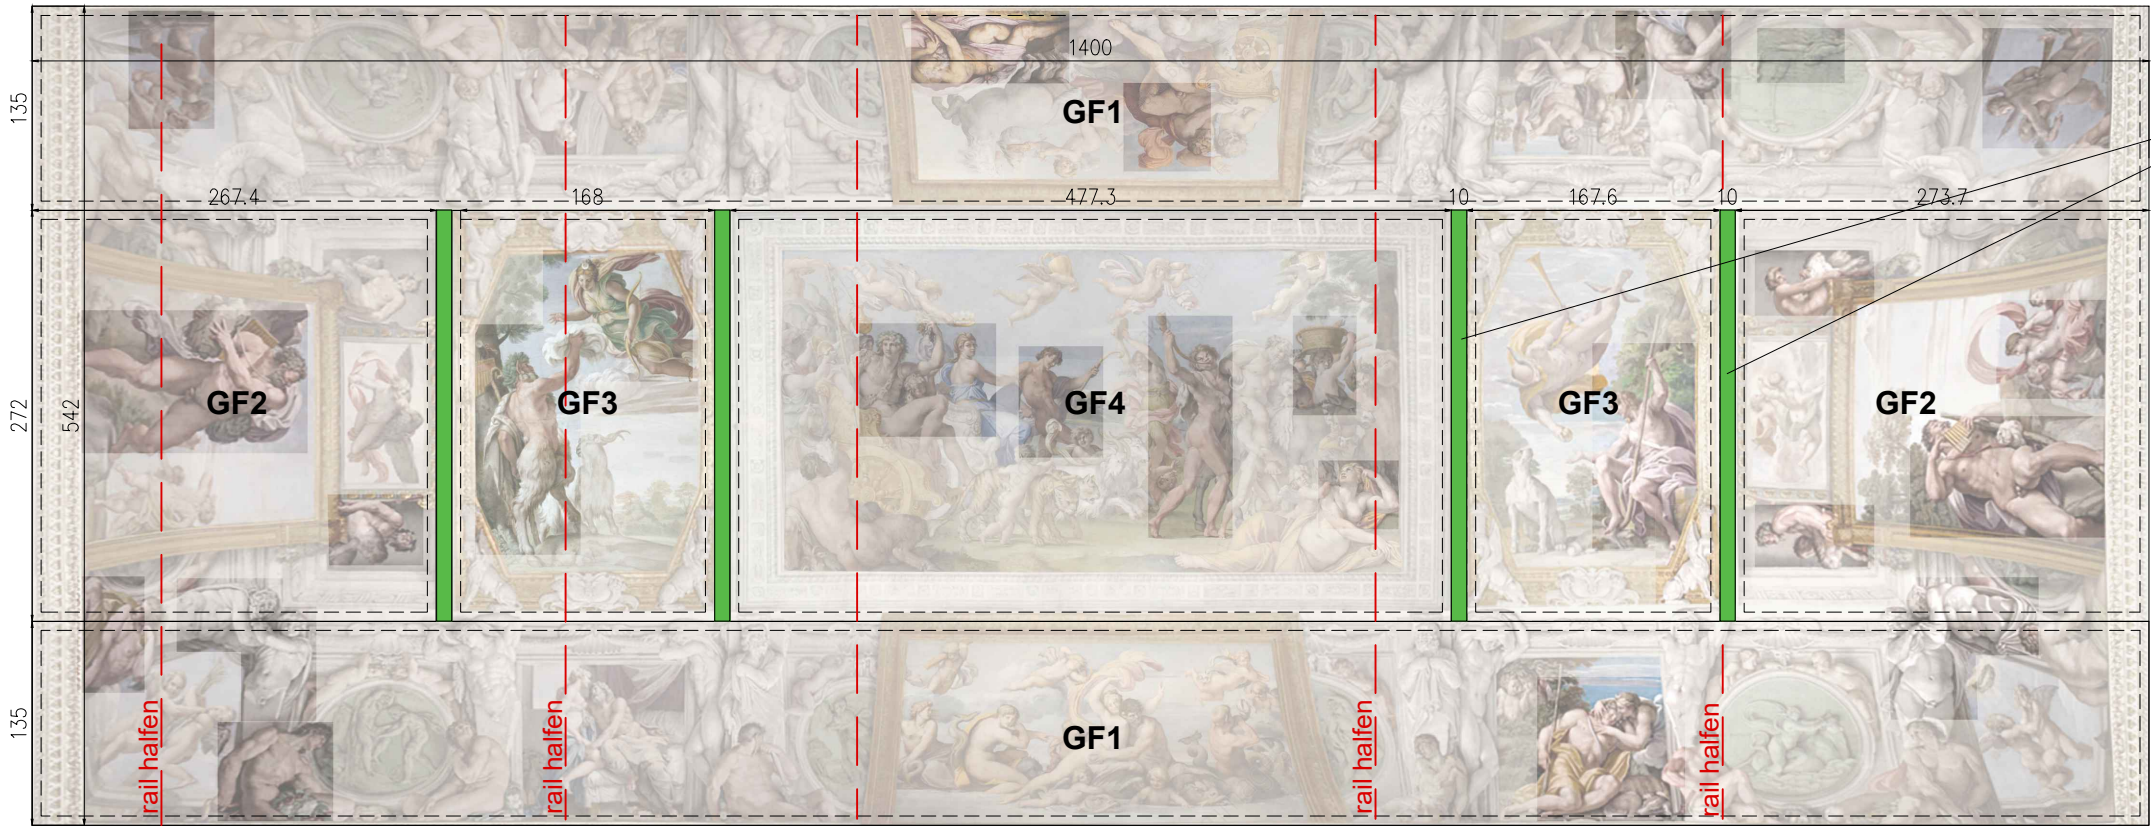 1400
135
GF1
267.4
168
477.3
10
167.6
10
273.7
272
542
GF2
GF3
GF4
GF3
GF2
135
GF1
rail halfen
rail halfen
rail halfen
rail halfen